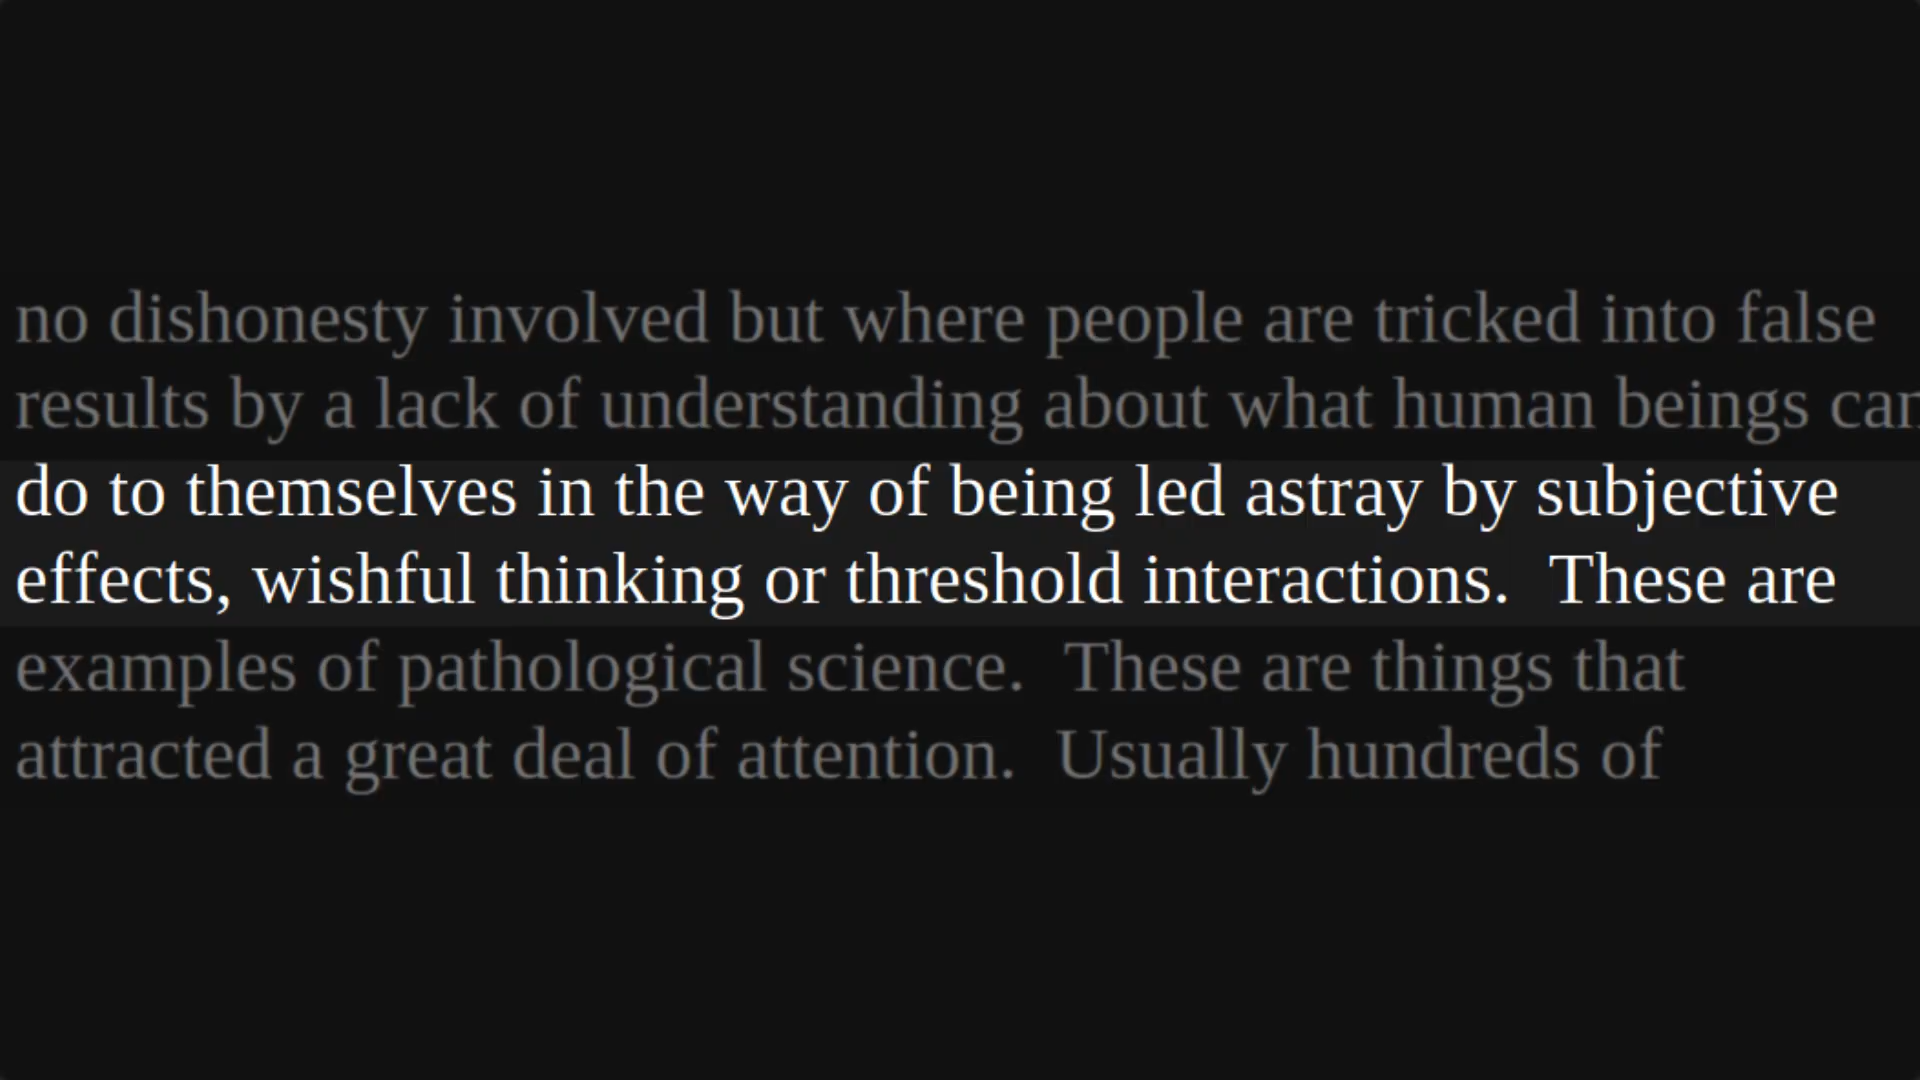 no dishonesty involved but where people are tricked into false
results by a lack of understanding about what human beings can
do to themselves in the way of being led astray by subjective
effects, wishful thinking or threshold interactions.  These are
examples of pathological science.  These are things that
attracted a great deal of attention.  Usually hundreds of